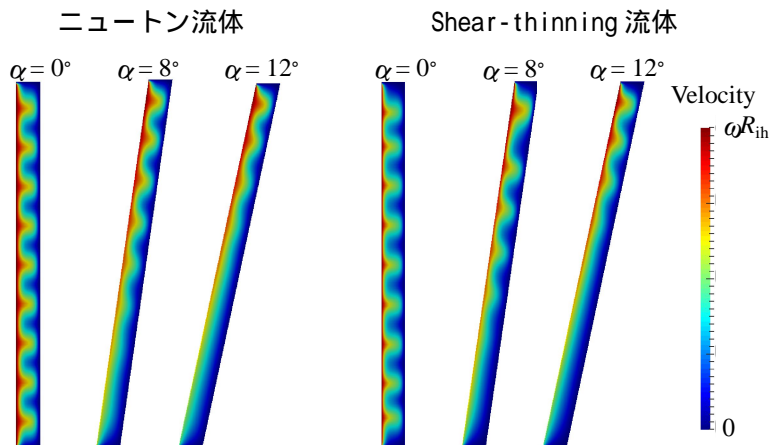 ニュートン流体
Shear-thinning 流体
α = 0°
α = 8°
α = 12°
α = 0°
α = 8°
α = 12°
Velocity
ωRih
0